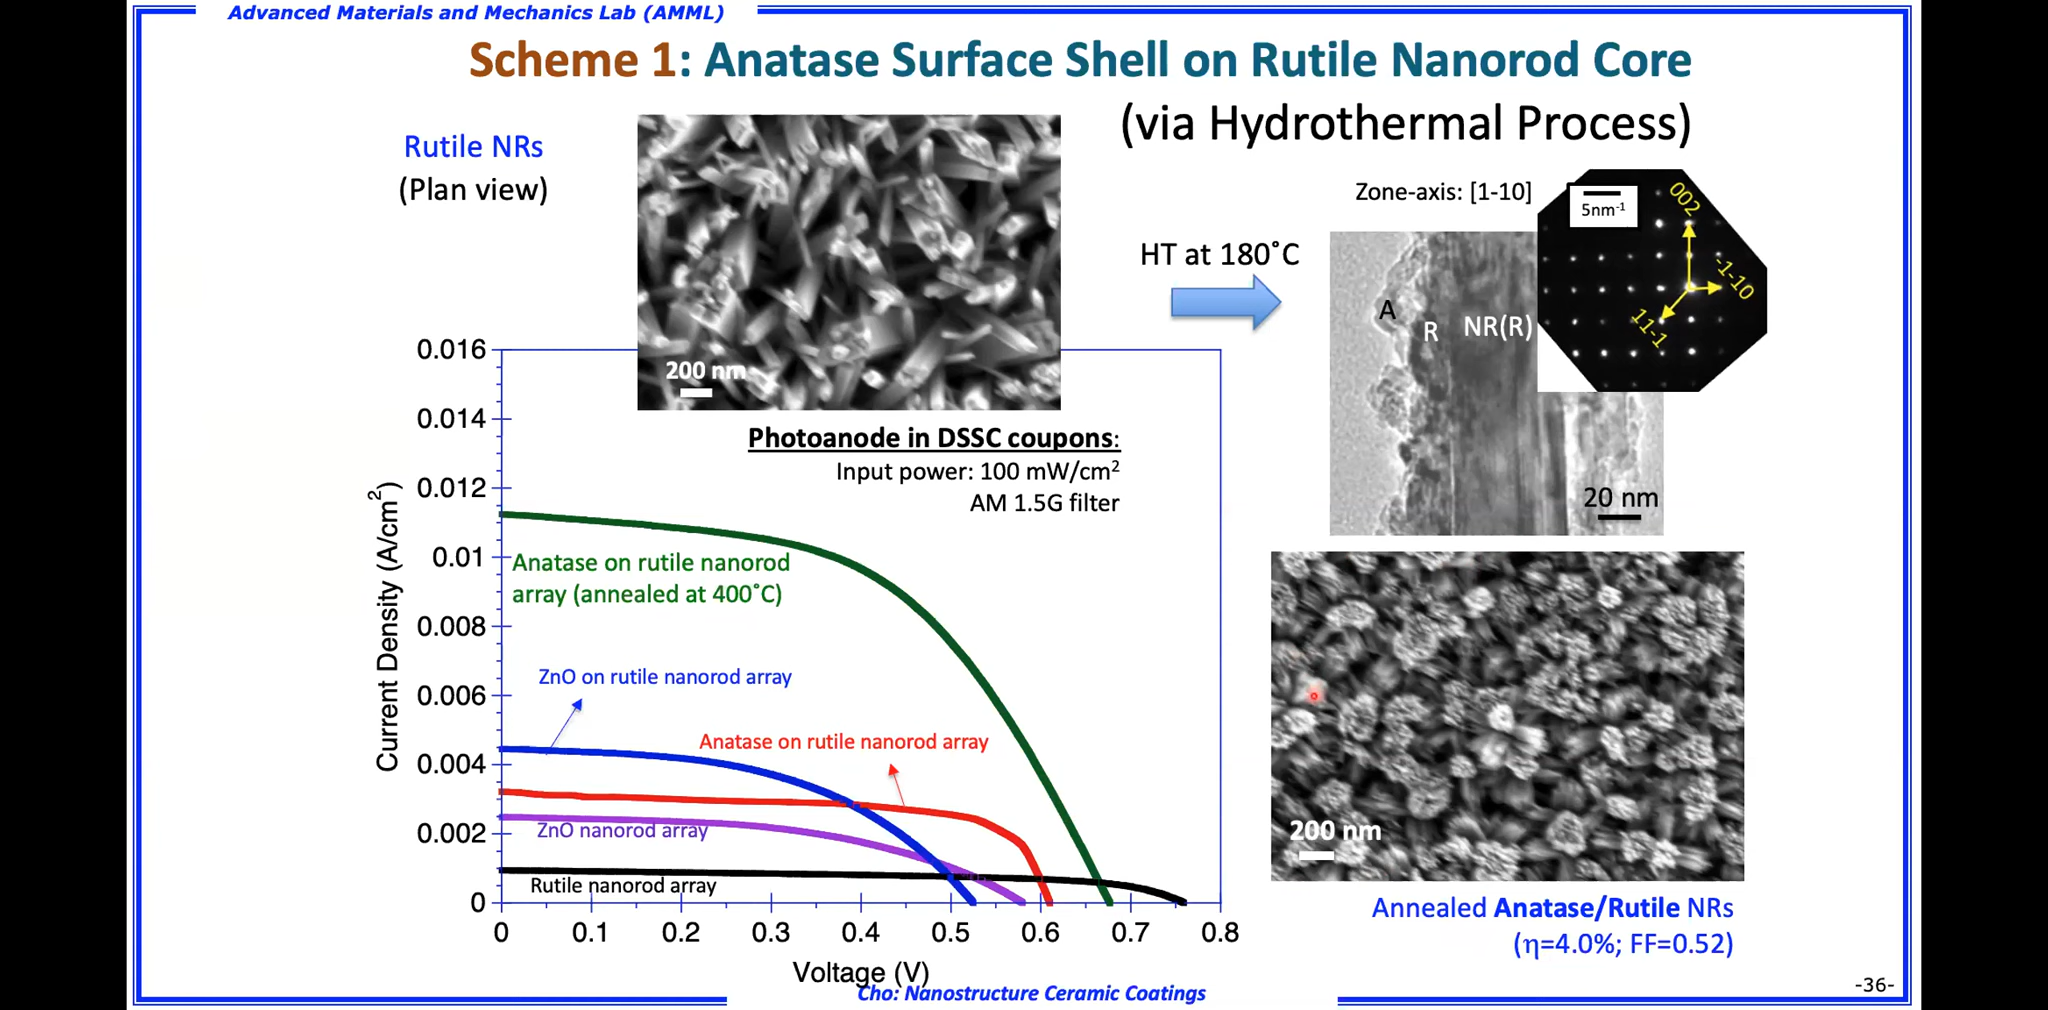 Advanced Materials and Mechanics Lab (AMML)
Scheme 1: Anatase Surface Shell on Rutile Nanorod Core
(via Hydrothermal Process)
Rutile NRs
(Plan view)
200 nm
HT at 180˚C
Zone-axis: [1-10]
5nm⁻¹
002
-1-10
11-1
A
R
NR(R)
20 nm
Photoanode in DSSC coupons:
Input power: 100 mW/cm²
AM 1.5G filter
Current Density (A/cm²)
0.016
0.014
0.012
0.01
0.008
0.006
0.004
0.002
0
Anatase on rutile nanorod
array (annealed at 400˚C)
ZnO on rutile nanorod array
Anatase on rutile nanorod array
ZnO nanorod array
Rutile nanorod array
0 0.1 0.2 0.3 0.4 0.5 0.6 0.7 0.8
Voltage (V)
200 nm
Annealed Anatase/Rutile NRs
(η=4.0%; FF=0.52)
Cho: Nanostructure Ceramic Coatings
-36-